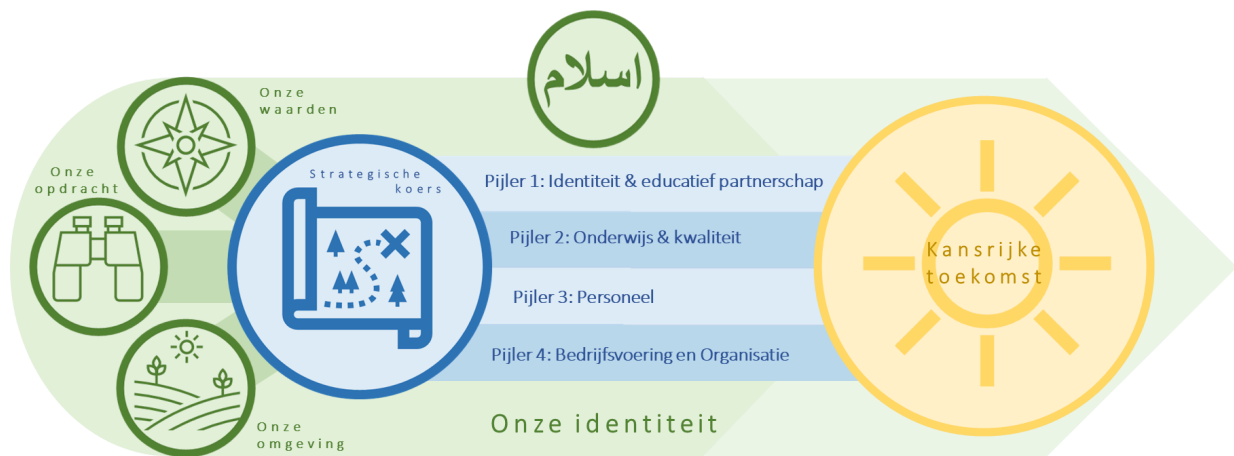 اسلام
Onze
waarden
Onze
opdracht
Strategische
koers
Pijler 1: Identiteit & educatief partnerschap
Pijler 2: Onderwijs & kwaliteit
Pijler 3: Personeel
Pijler 4: Bedrijfsvoering en Organisatie
Kansrijke
toekomst
Onze
omgeving
Onze identiteit